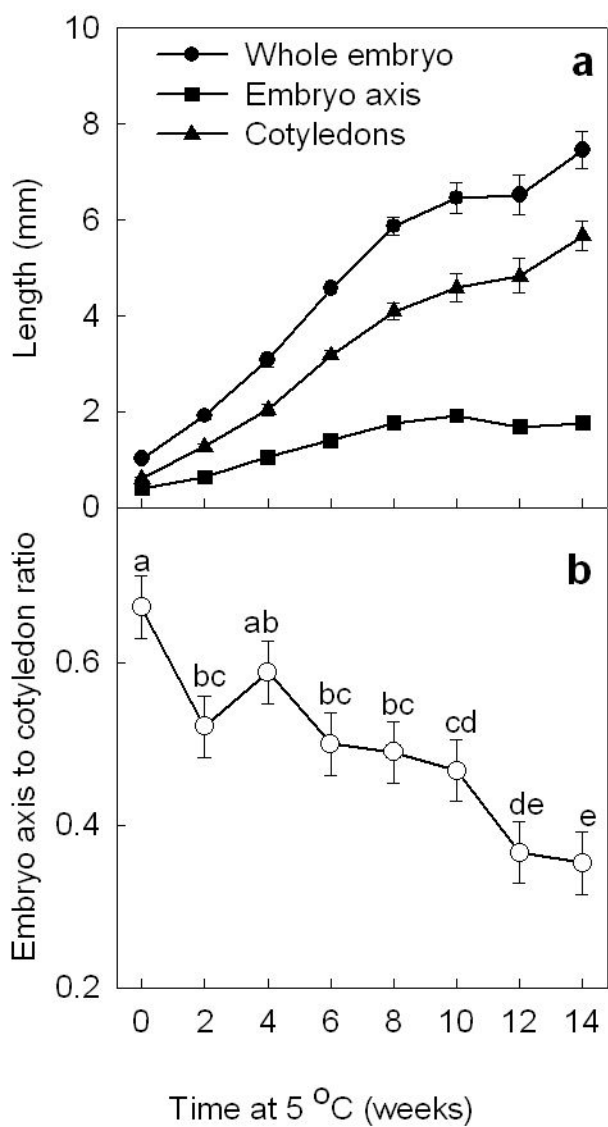 10
Whole embryo
a
Embryo axis
8
Cotyledons
6
Length (mm)
4
2
0
a
b
Embryo axis to cotyledon ratio
ab
0.6
bc
bc
bc
cd
de
e
0.4
0.2
0 2 4 6 8 10 12 14
Time at 5 °C (weeks)